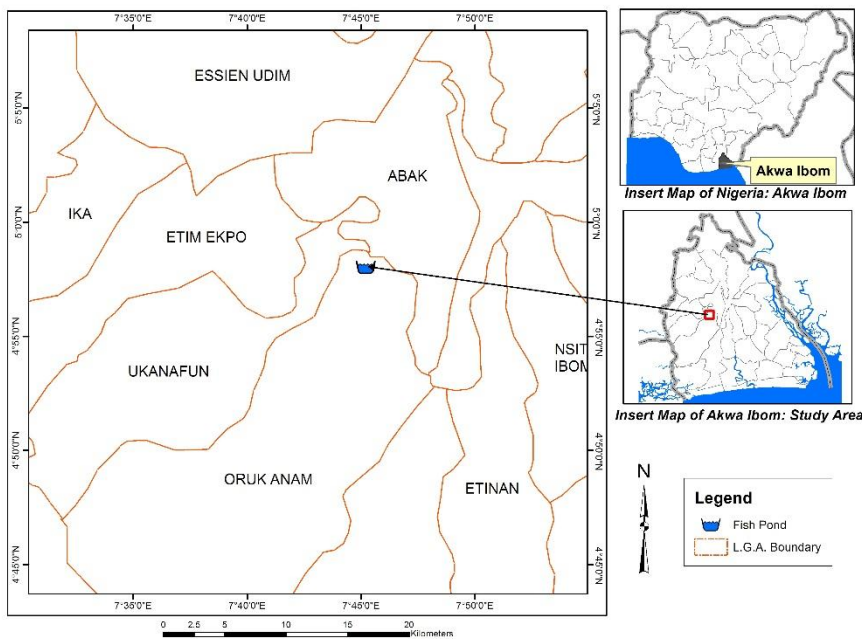 7°35'0"E 7°40'0"E 7°45'0"E 7°50'0"E
ESSIEN UDIM
5°5'0"N 5°5'0"N
ABAK
IKA
5°0'0"N 5°0'0"N
ETIM EKPO
4°55'0"N 4°55'0"N
UKANAFUN
NSIT
IBOM
4°50'0"N 4°50'0"N
ORUK ANAM
ETINAN
4°45'0"N 4°45'0"N
7°35'0"E 7°40'0"E 7°45'0"E 7°50'0"E
0 2.5 5 10 15 20
Kilometers
Akwa Ibom
Insert Map of Nigeria: Akwa Ibom
Insert Map of Akwa Ibom: Study Area
N
Legend
Fish Pond
L.G.A. Boundary